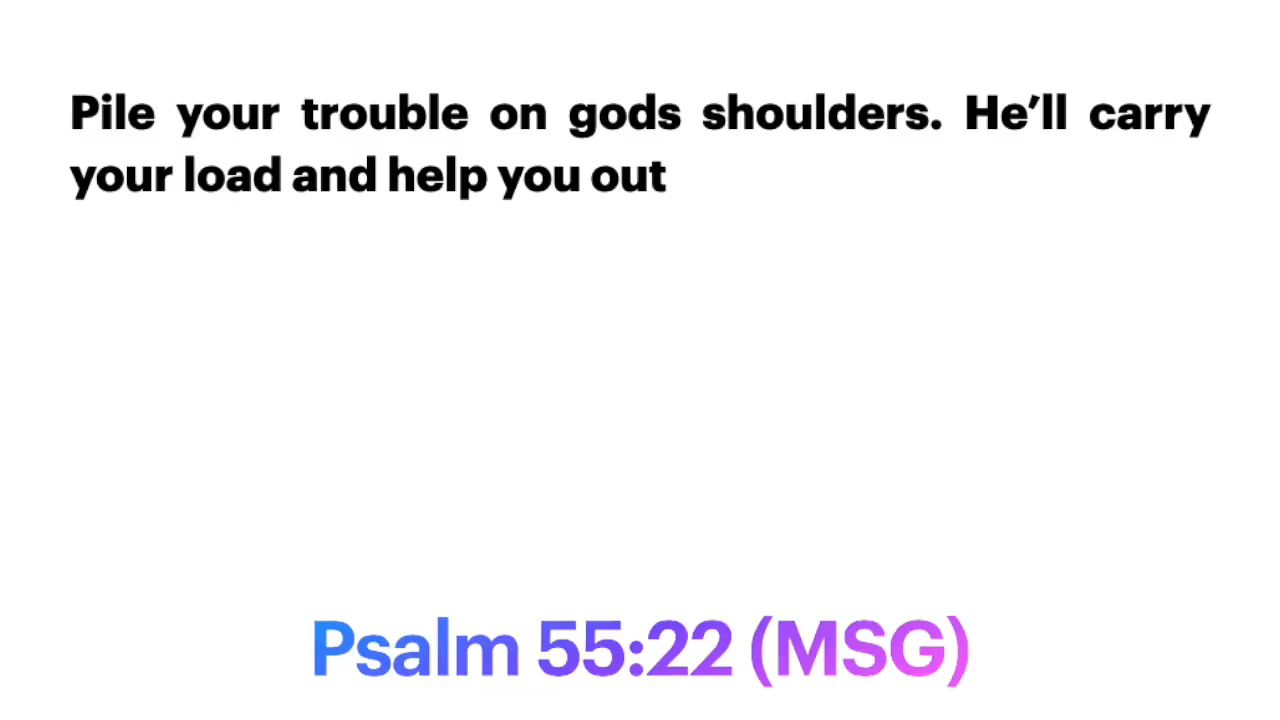 Pile your trouble on gods shoulders. He’ll carry
your load and help you out
Psalm 55:22 (MSG)